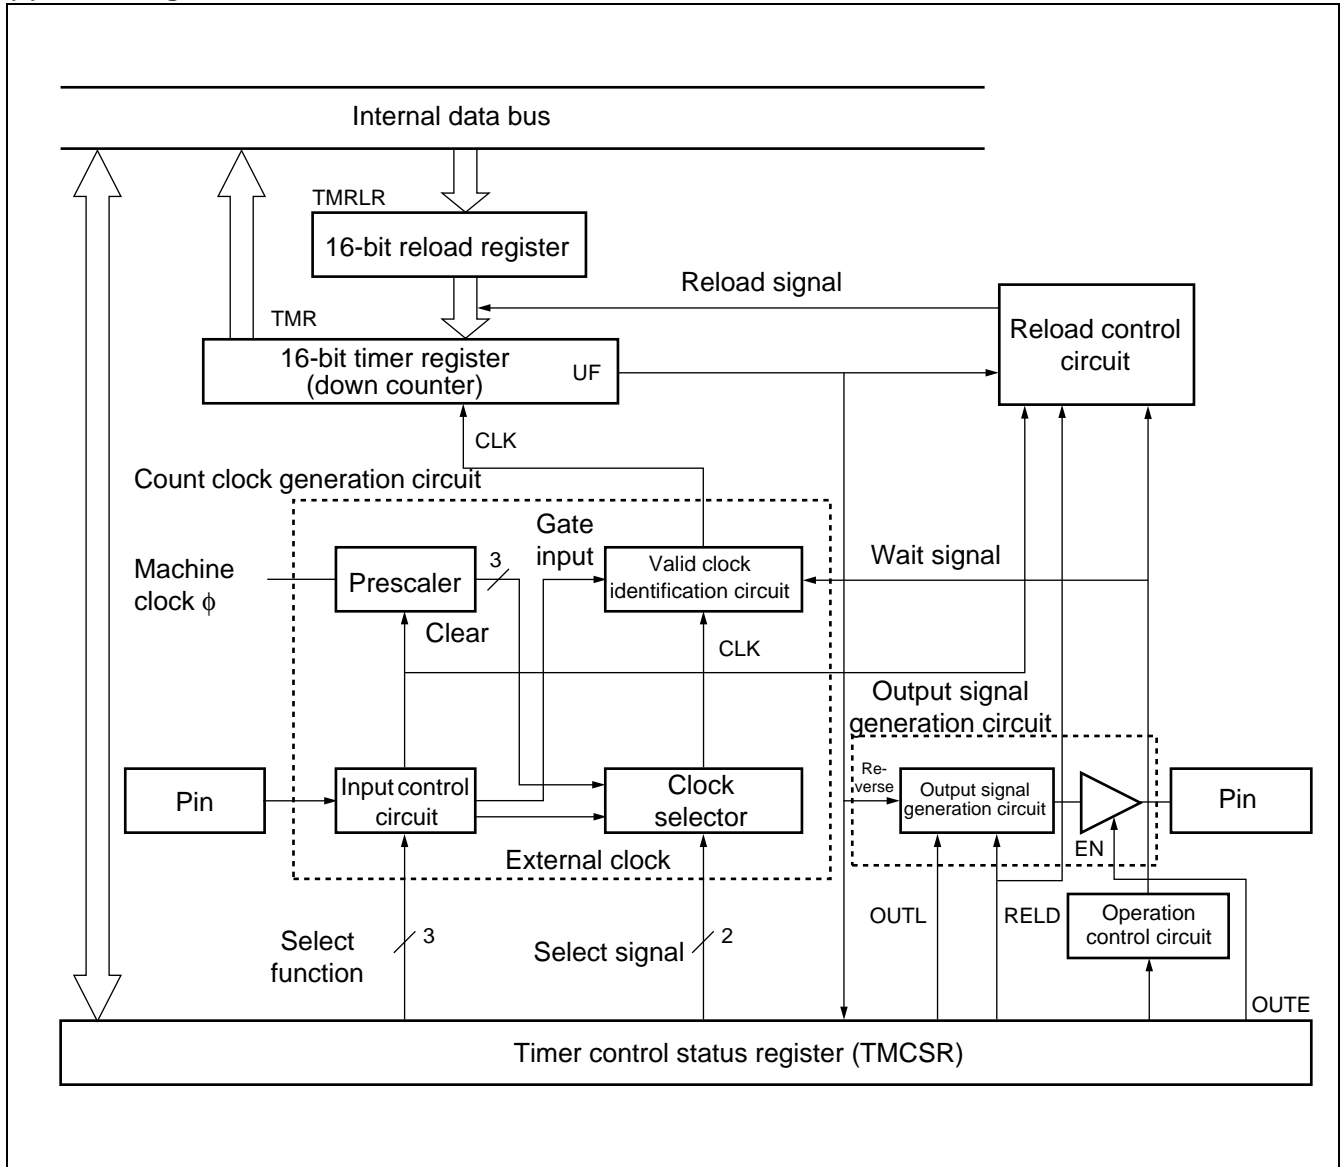 Internal data bus
TMRLR
16-bit reload register
Reload signal
Reload control
circuit
TMR
16-bit timer register
(down counter)
UF
CLK
Count clock generation circuit
Gate
input
Machine
clock ϕ
Prescaler
3
Valid clock
identification circuit
Wait signal
Clear
CLK
Output signal
generation circuit
Pin
Input control
circuit
Clock
selector
Re-
verse
Output signal
generation circuit
Pin
EN
External clock
OUTL
RELD
Operation
control circuit
Select
function
3
Select signal
2
OUTE
Timer control status register (TMCSR)